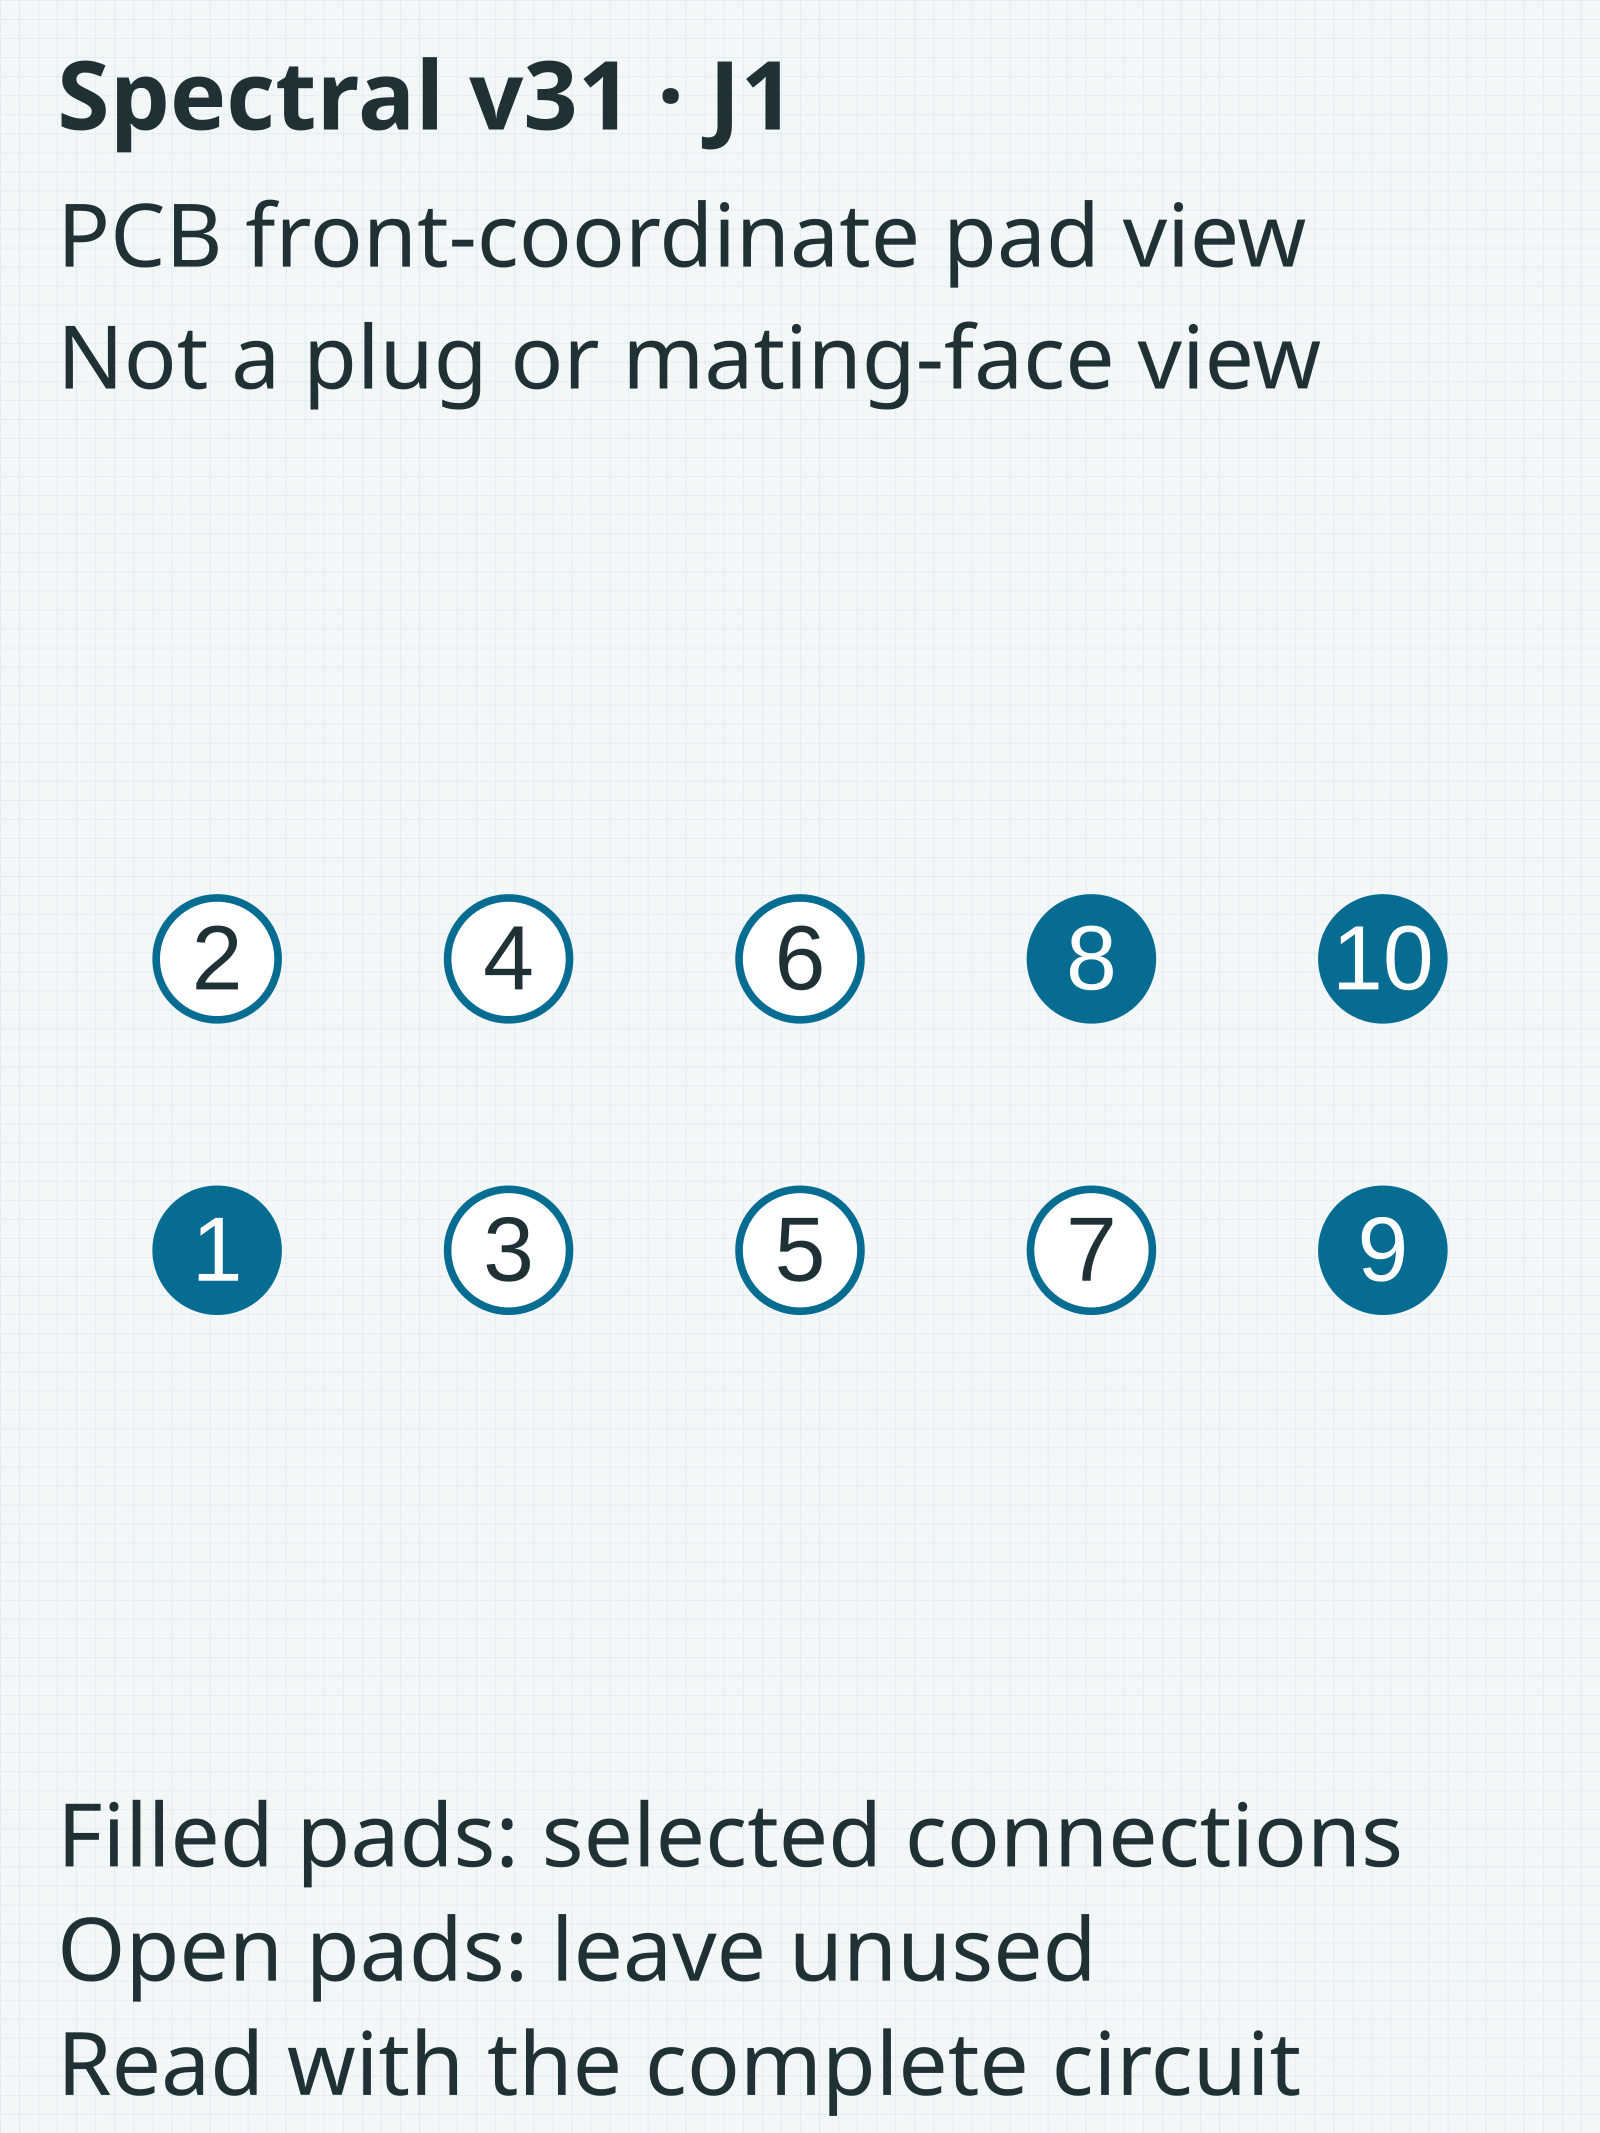 Spectral v31 · J1
PCB front-coordinate pad view
Not a plug or mating-face view
2 4 6 8 10
1 3 5 7 9
Filled pads: selected connections
Open pads: leave unused
Read with the complete circuit